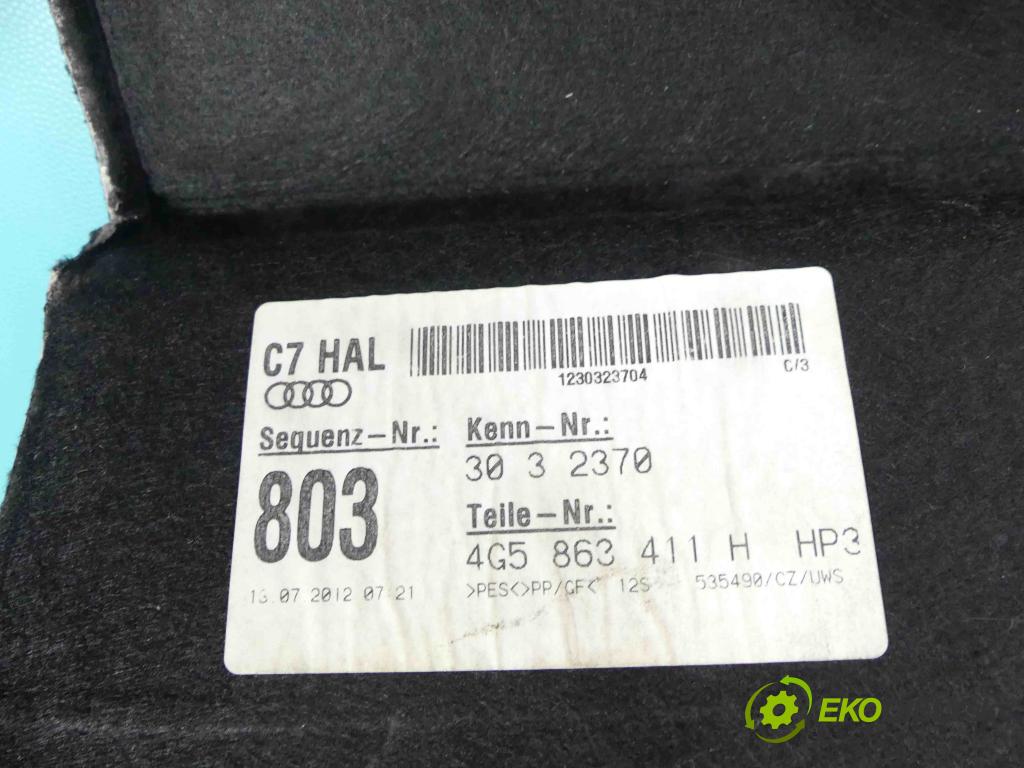 C7 HAL
1230323704
C/3
Sequenz-Nr.:
803
Kenn-Nr.:
30 3 2370
Teile-Nr.:
4G5 863 411 H HP3
13.07.2012 07 21
>PES<>PP/GF< 12S 535490/CZ/UWS
EKO